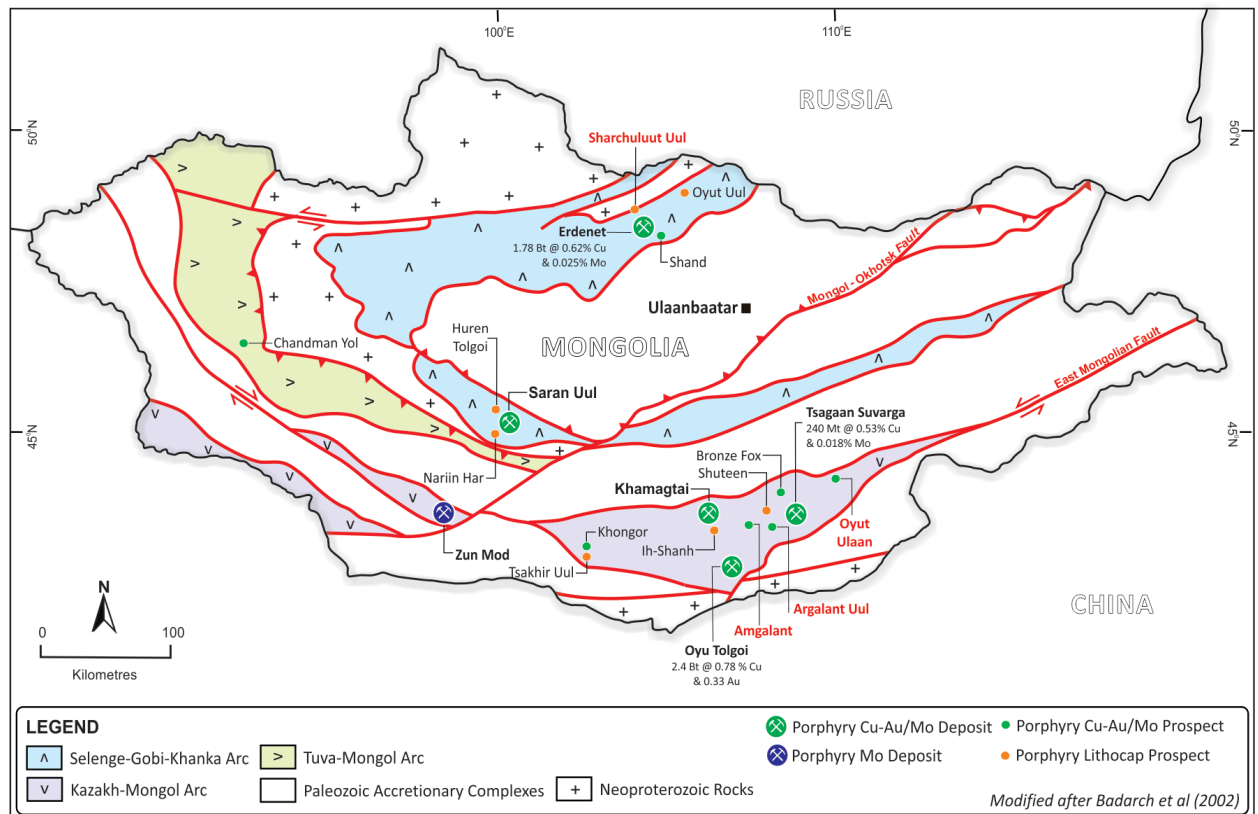 100°E
110°E
RUSSIA
50°N
50°N
Sharchuluut Uul
Oyut Uul
Erdenet
1.78 Bt @ 0.62% Cu
& 0.025% Mo
Shand
Mongol - Okhotsk Fault
Ulaanbaatar
Huren
Tolgoi
MONGOLIA
Chandman Yol
East Mongolian Fault
Saran Uul
Tsagaan Suvarga
240 Mt @ 0.53% Cu
& 0.018% Mo
45°N
45°N
Nariin Har
Bronze Fox
Shuteen
Khamagtai
Oyut
Ulaan
Khongor
Ih-Shanh
Zun Mod
Tsakhir Uul
N
CHINA
Argalant Uul
Amgalant
0
100
Kilometres
Oyu Tolgoi
2.4 Bt @ 0.78 % Cu
& 0.33 Au
LEGEND
Selenge-Gobi-Khanka Arc
Tuva-Mongol Arc
Kazakh-Mongol Arc
Paleozoic Accretionary Complexes
Neoproterozoic Rocks
Porphyry Cu-Au/Mo Deposit
Porphyry Cu-Au/Mo Prospect
Porphyry Mo Deposit
Porphyry Lithocap Prospect
Modified after Badarch et al (2002)